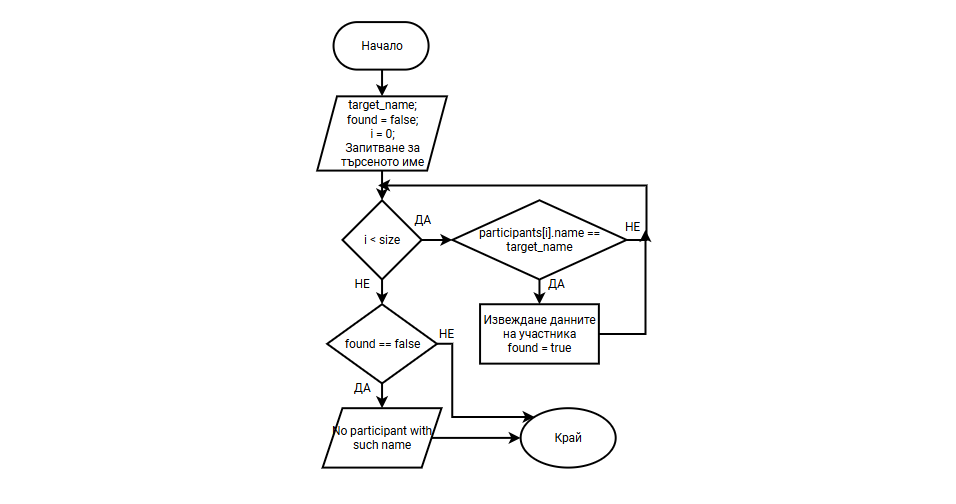 Начало
target_name;
found = false;
i = 0;
Запитване за
търсеното име
ДА
i < size
participants[i].name ==
target_name
НЕ
НЕ
ДА
Извеждане данните
на участника
found = true
found == false
НЕ
ДА
No participant with
such name
Край